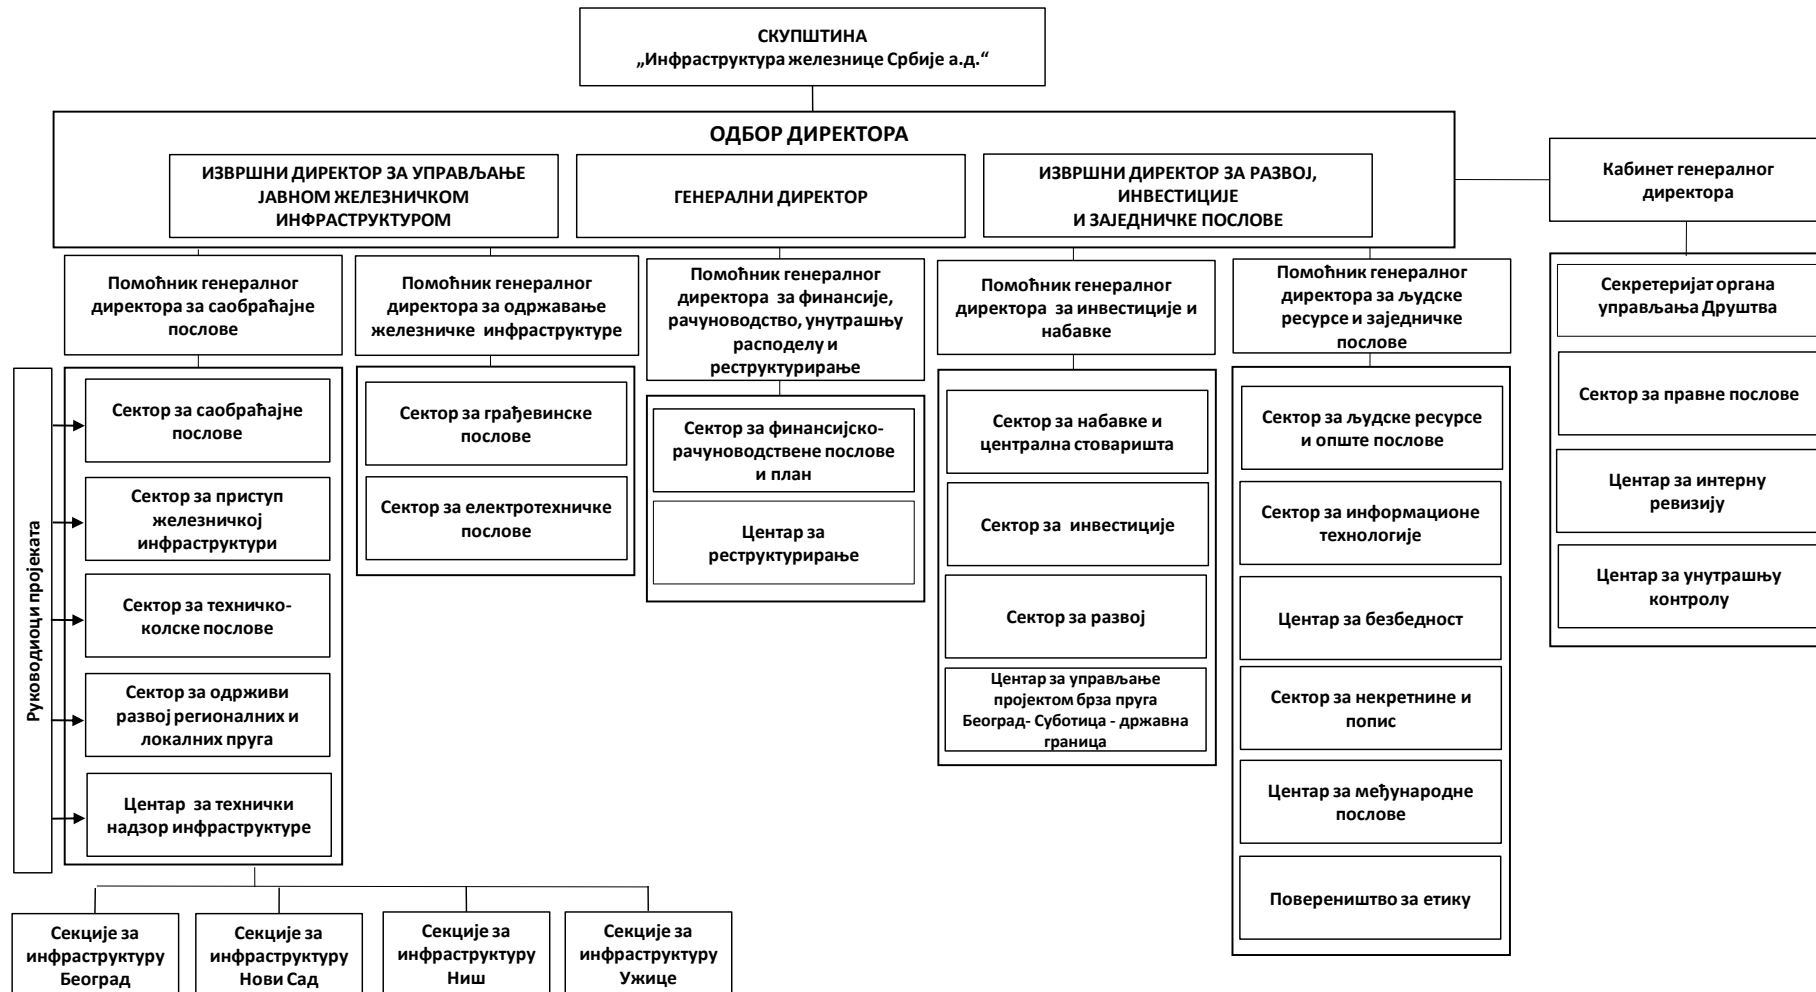 СКУПШТИНА
„Инфраструктура железнице Србије а.д.“
ОДБОР ДИРЕКТОРА
ИЗВРШНИ ДИРЕКТОР ЗА УПРАВЉАЊЕ
ЈАВНОМ ЖЕЛЕЗНИЧКОМ
ИНФРАСТРУКТУРОМ
ГЕНЕРАЛНИ ДИРЕКТОР
ИЗВРШНИ ДИРЕКТОР ЗА РАЗВОЈ,
ИНВЕСТИЦИЈЕ
И ЗАЈЕДНИЧКЕ ПОСЛОВЕ
Кабинет генералног
директора
Помоћник генералног
директора за саобраћајне
послове
Помоћник генералног
директора за одржавање
железничке инфраструктуре
Помоћник генералног
директора за финансије,
рачуноводство, унутрашњу
расподелу и
реструктурирање
Помоћник генералног
директора за инвестиције и
набавке
Помоћник генералног
директора за људске
ресурсе и заједничке
послове
Секретеријат органа
управљања Друштва
Сектор за правне послове
Центар за интерну
ревизију
Центар за унутрашњу
контролу
Руководиоци пројеката
Сектор за саобраћајне
послове
Сектор за приступ
железничкој
инфраструктури
Сектор за техничко-
колске послове
Сектор за одрживи
развој регионалних и
локалних пруга
Центар за технички
надзор инфраструктуре
Сектор за грађевинске
послове
Сектор за електротехничке
послове
Сектор за финансијско-
рачуноводствене послове
и план
Центар за
реструктурирање
Сектор за набавке и
централна стоваришта
Сектор за инвестиције
Сектор за развој
Центар за управљање
пројектом брза пруга
Београд- Суботица - државна
граница
Сектор за људске ресурсе
и опште послове
Сектор за информационе
технологије
Центар за безбедност
Сектор за некретнине и
попис
Центар за међународне
послове
Повереништво за етику
Секције за
инфраструктуру
Београд
Секције за
инфраструктуру
Нови Сад
Секције за
инфраструктуру
Ниш
Секције за
инфраструктуру
Ужице